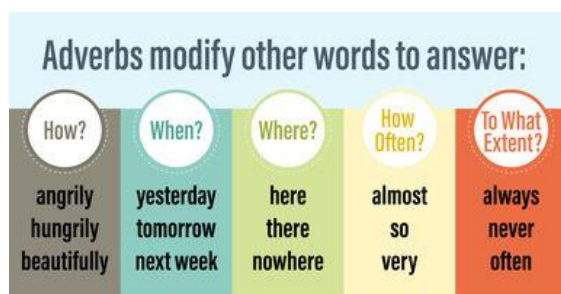 Adverbs modify other words to answer:
How?
angrily
hungrily
beautifully
When?
yesterday
tomorrow
next week
Where?
here
there
nowhere
How
Often?
almost
so
very
To What
Extent?
always
never
often